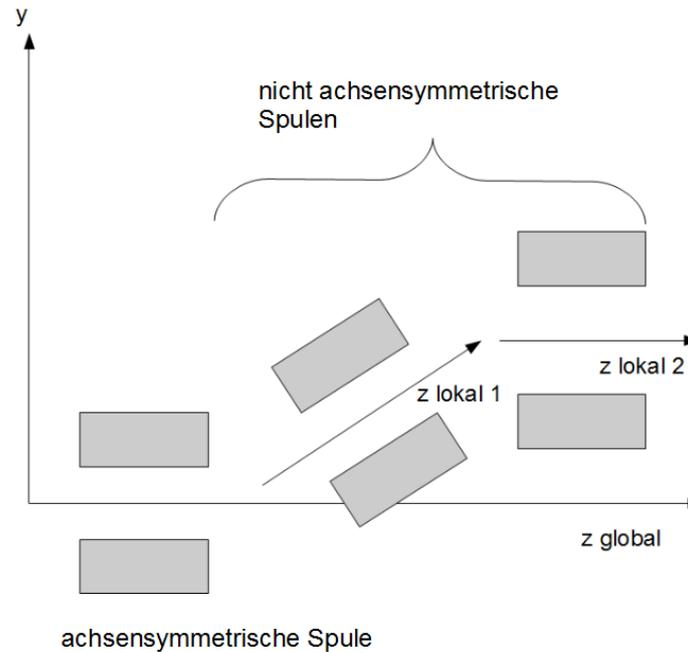 y
nicht achsensymmetrische
Spulen
z lokal 2
z lokal 1
z global
achsensymmetrische Spule